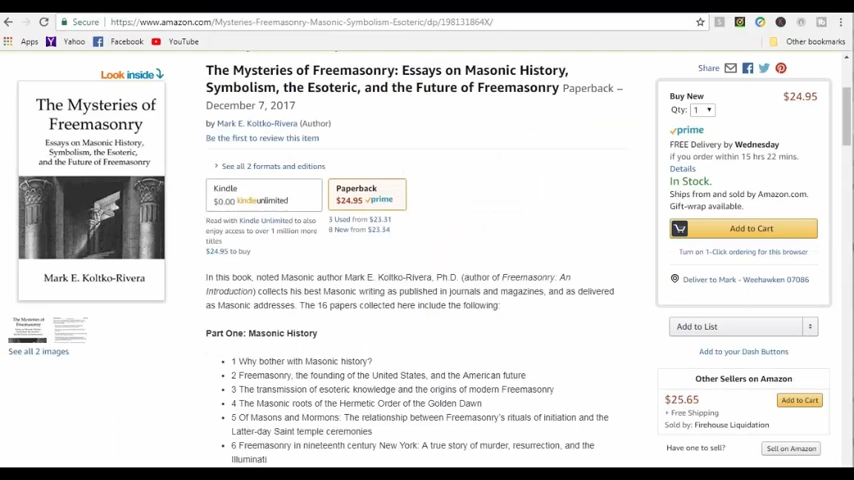 Secure https://www.amazon.com/Mysteries-Freemasonry-Masonic-Symbolism-Esoteric/dp/198131864X/
Apps Yahoo Facebook YouTube Other bookmarks
Look inside
The Mysteries of
Freemasonry
Essays on Masonic History,
Symbolism, the Esoteric,
and the Future of Freemasonry
Mark E. Koltko-Rivera
See all 2 images
The Mysteries of Freemasonry: Essays on Masonic History,
Symbolism, the Esoteric, and the Future of Freemasonry Paperback –
December 7, 2017
by Mark E. Koltko-Rivera (Author)
Be the first to review this item
See all 2 formats and editions
Kindle
$0.00 kindleunlimited
Read with Kindle Unlimited to also
enjoy access to over 1 million more
titles
$24.95 to buy
Paperback
$24.95 prime
3 Used from $23.31
8 New from $23.34
In this book, noted Masonic author Mark E. Koltko-Rivera, Ph.D. (author of Freemasonry: An
Introduction) collects his best Masonic writing as published in journals and magazines, and as delivered
as Masonic addresses. The 16 papers collected here include the following:
Part One: Masonic History
1 Why bother with Masonic history?
2 Freemasonry, the founding of the United States, and the American future
3 The transmission of esoteric knowledge and the origins of modern Freemasonry
4 The Masonic roots of the Hermetic Order of the Golden Dawn
5 Of Masons and Mormons: The relationship between Freemasonry's rituals of initiation and the
Latter-day Saint temple ceremonies
6 Freemasonry in nineteenth century New York: A true story of murder, resurrection, and the
Illuminati
Share
Buy New $24.95
Qty: 1
prime
FREE Delivery by Wednesday
if you order within 15 hrs 22 mins.
Details
In Stock.
Ships from and sold by Amazon.com.
Gift-wrap available.
Add to Cart
Turn on 1-Click ordering for this browser
Deliver to Mark - Weehawken 07086
Add to List
Add to your Dash Buttons
Other Sellers on Amazon
$25.65 Add to Cart
+ Free Shipping
Sold by: Firehouse Liquidation
Have one to sell? Sell on Amazon